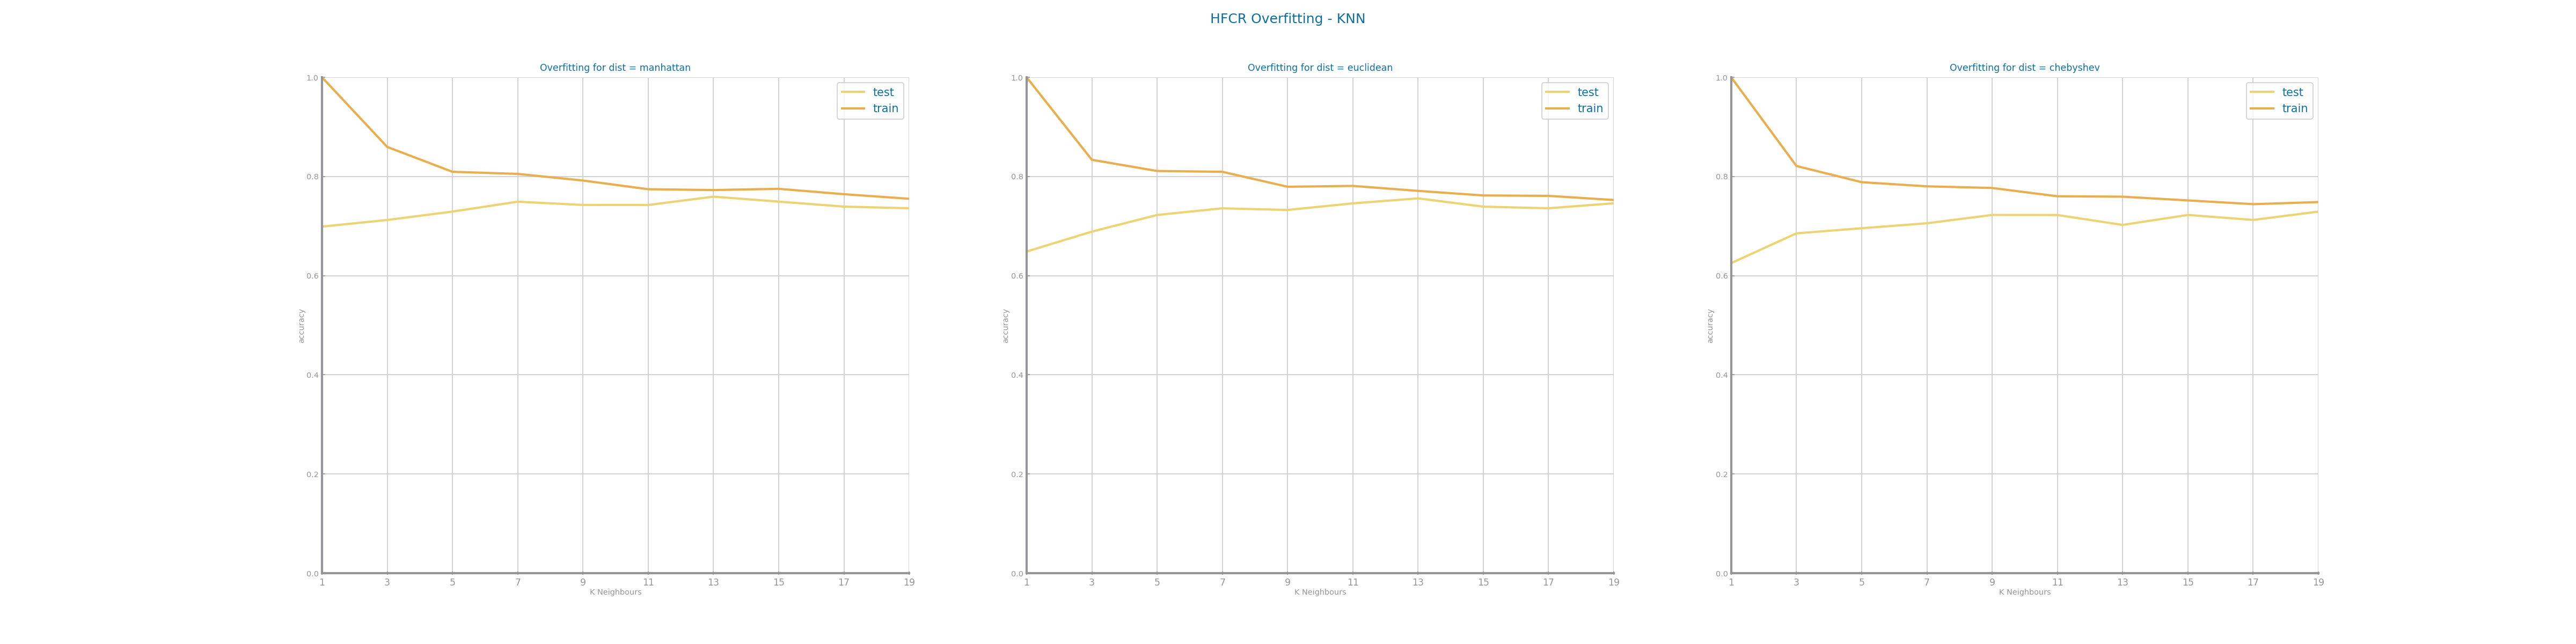 HFCR Overfitting - KNN
Overfitting for dist = manhattan
1.0
0.8
0.6
0.4
0.2
0.0
accuracy
test
train
1 3 5 7 9 11 13 15 17 19
K Neighbours
Overfitting for dist = euclidean
1.0
0.8
0.6
0.4
0.2
0.0
accuracy
test
train
1 3 5 7 9 11 13 15 17 19
K Neighbours
Overfitting for dist = chebyshev
1.0
0.8
0.6
0.4
0.2
0.0
accuracy
test
train
1 3 5 7 9 11 13 15 17 19
K Neighbours